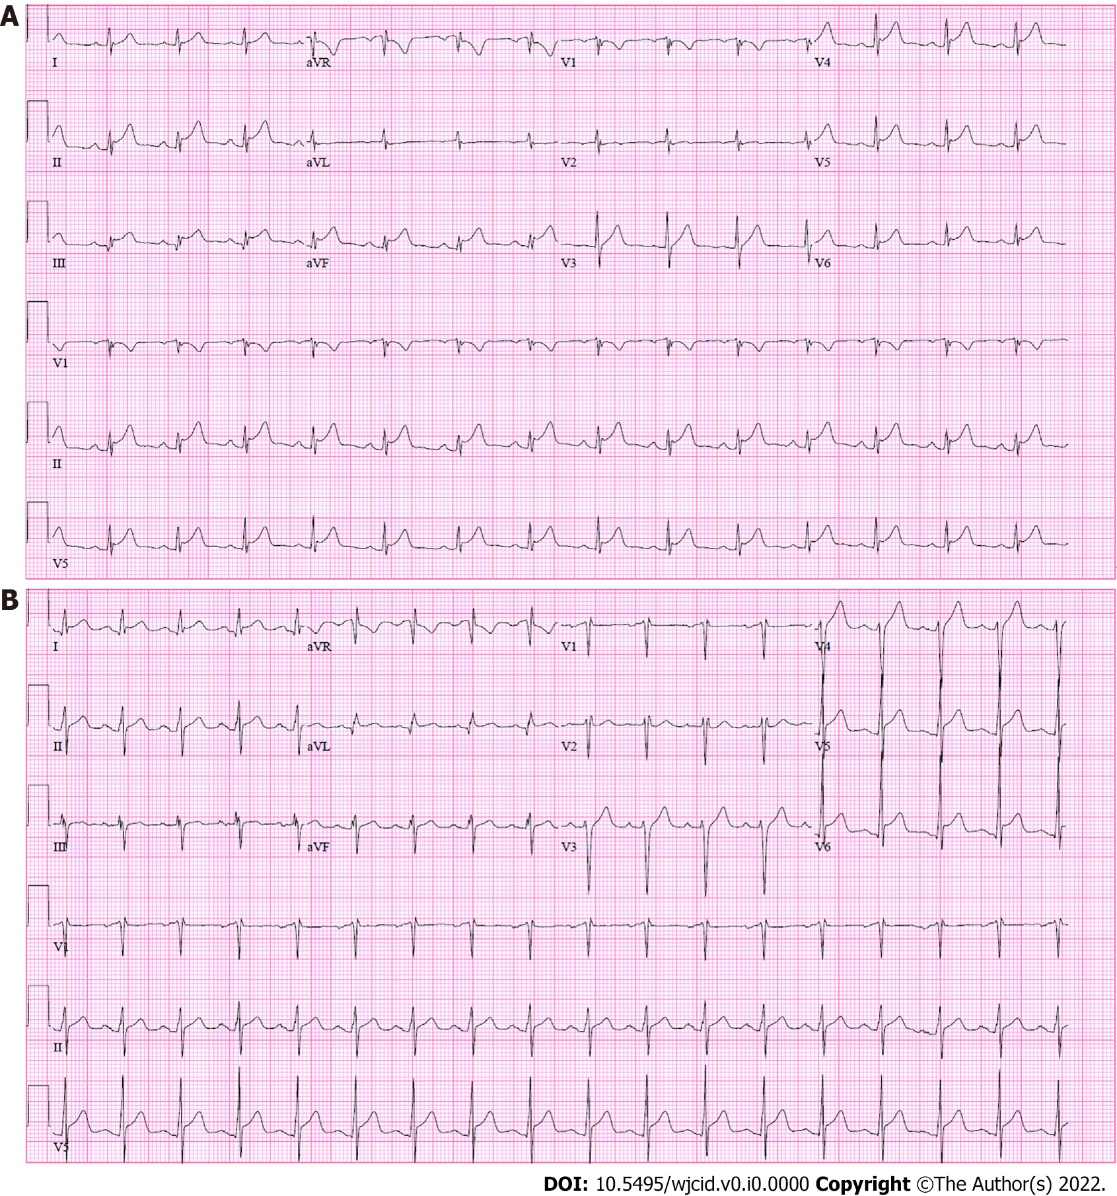 A
I aVR V1 V4
II aVL V2 V5
III aVF V3 V6
V1
II
V5
B
I aVR V1 V4
II aVL V2 V5
III aVF V3 V6
V1
II
V5
DOI: 10.5495/wjcid.v0.i0.0000 Copyright ©The Author(s) 2022.